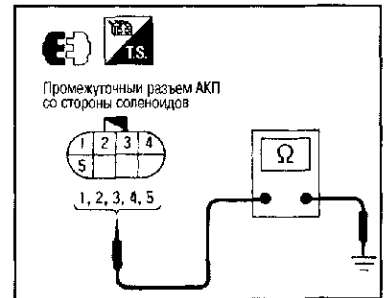 T.S.
Промежуточный разъем АКП
со стороны соленоидов
1 2 3 4
5
1, 2, 3, 4, 5
Ω